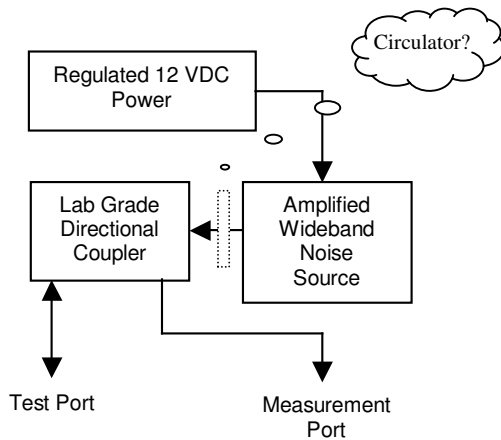 Circulator?
Regulated 12 VDC
Power
Lab Grade
Directional
Coupler
Amplified
Wideband
Noise
Source
Test Port
Measurement
Port